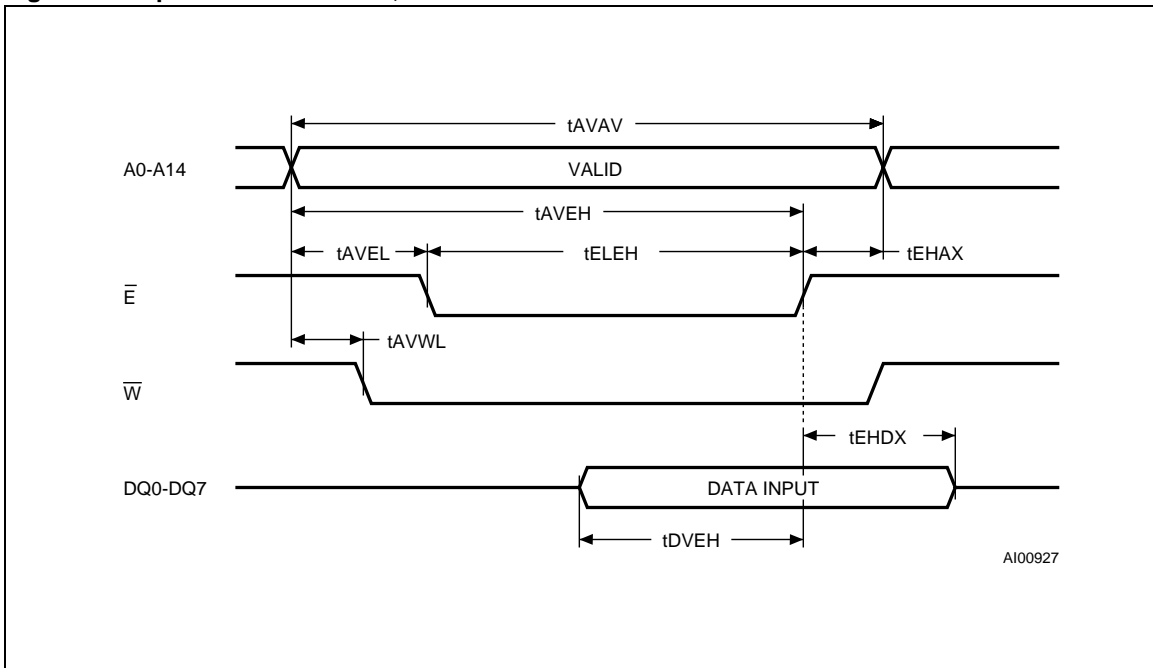 tAVAV
A0-A14
VALID
tAVEH
tAVEL
tELEH
tEHAX
E̅
tAVWL
W̅
tEHDX
DQ0-DQ7
DATA INPUT
tDVEH
AI00927